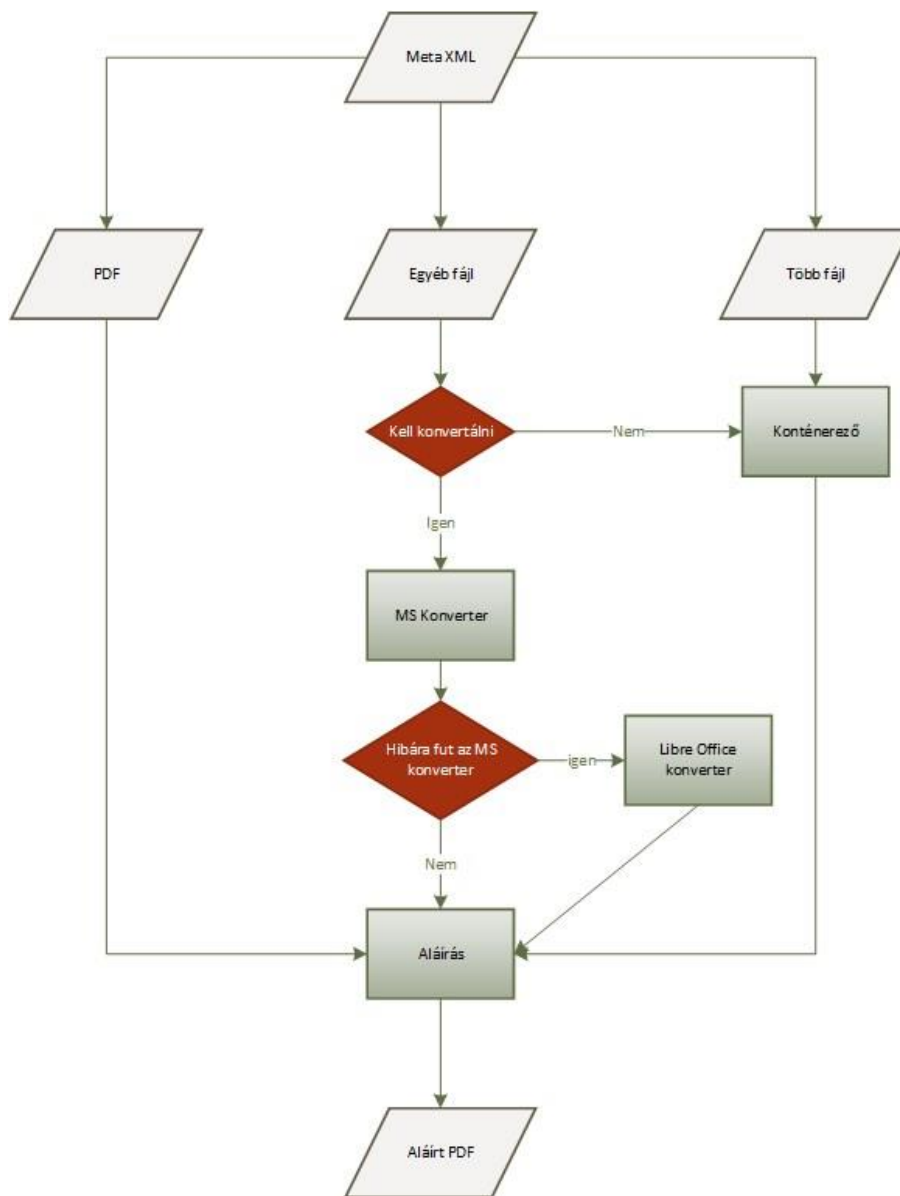 Meta XML
PDF
Egyéb fájl
Több fájl
Kell konvertálni
Nem
Konténerező
Igen
MS Konverter
Hibára fut az MS
konverter
igen
Libre Office
konverter
Nem
Aláírás
Aláírt PDF